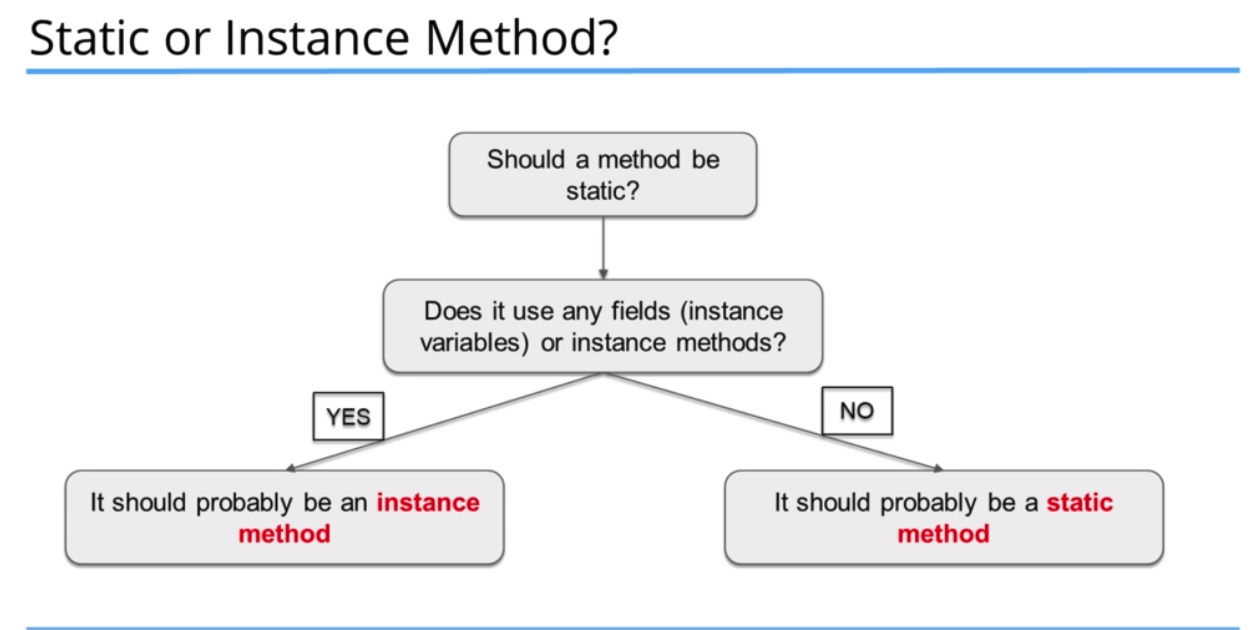 Static or Instance Method?
Should a method be
static?
Does it use any fields (instance
variables) or instance methods?
YES
NO
It should probably be an instance
method
It should probably be a static
method